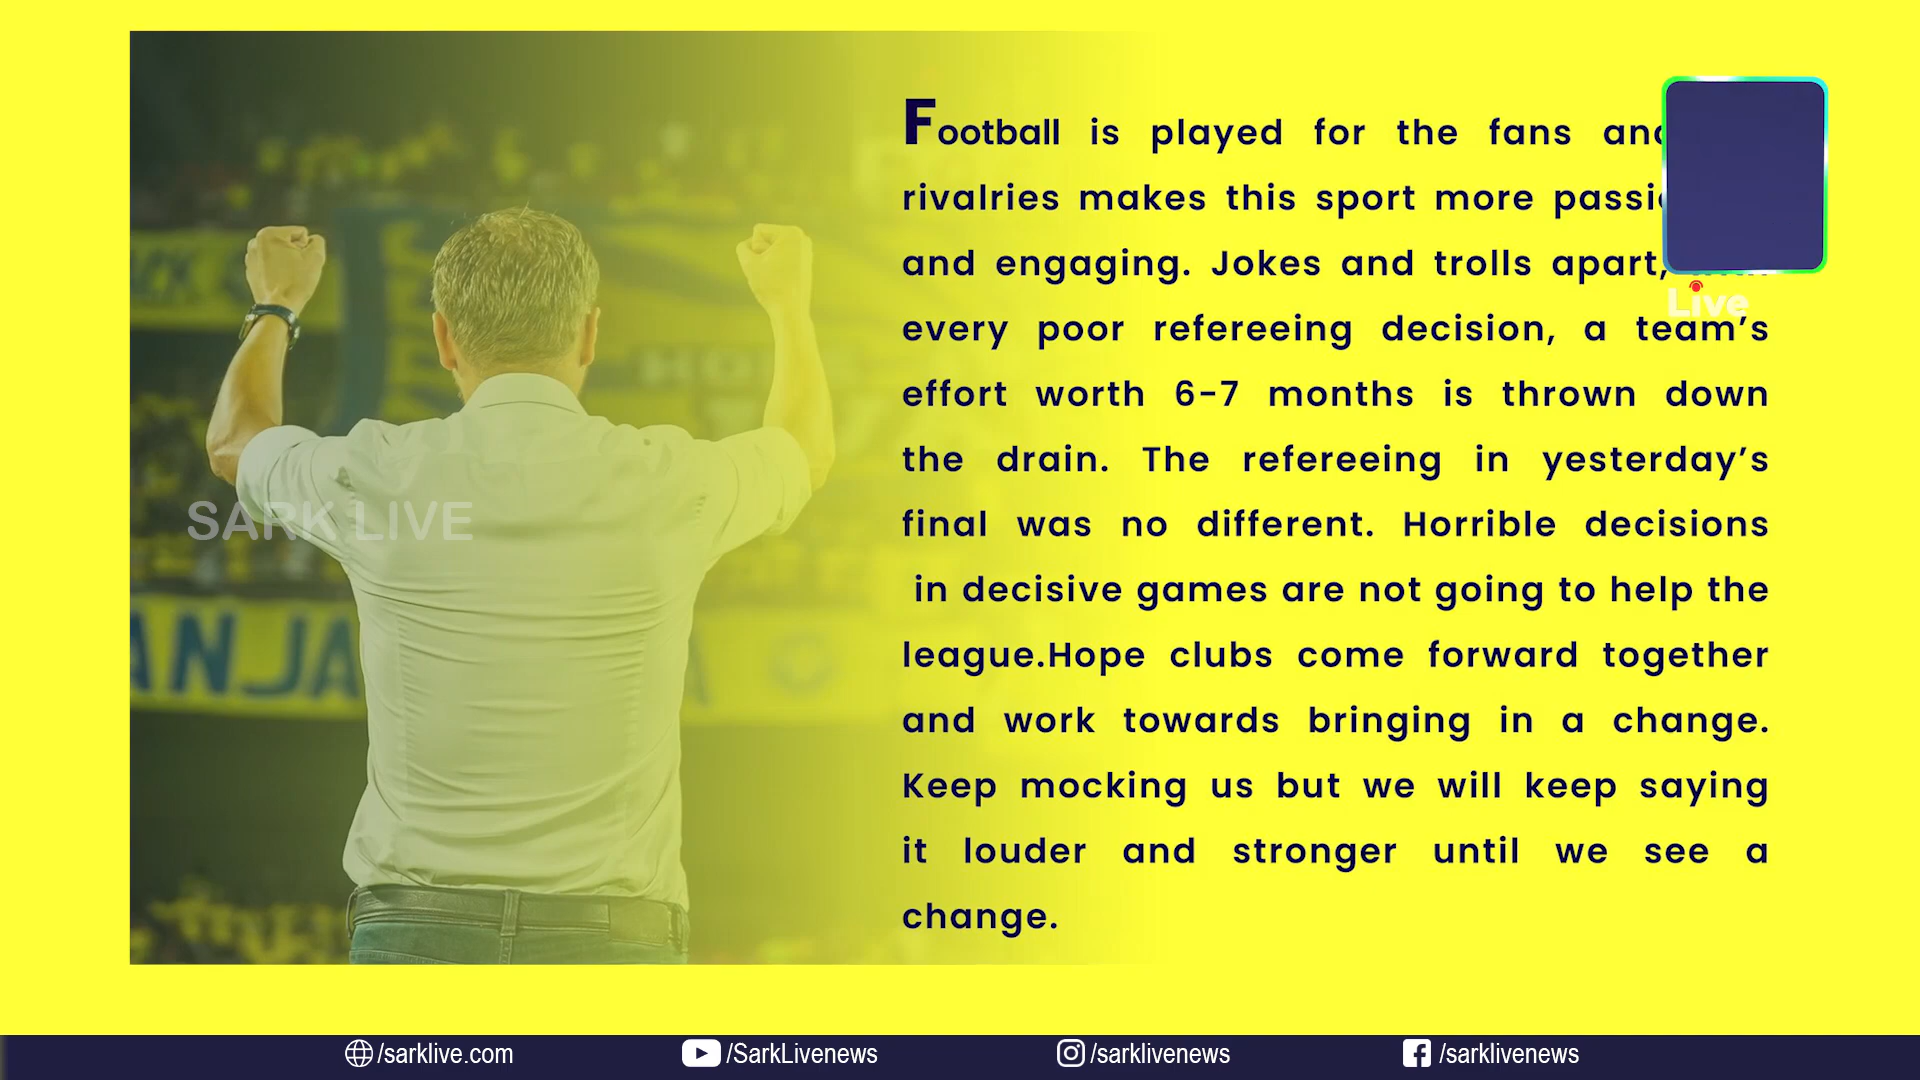 Football is played for the fans and
rivalries makes this sport more
and engaging. Jokes and trolls apart,
every poor refereeing decision, a team's
effort worth 6-7 months is thrown down
the drain. The refereeing in yesterday's
final was no different. Horrible decisions
in decisive games are not going to help the
league.Hope clubs come forward together
and work towards bringing in a change.
Keep mocking us but we will keep saying
it louder and stronger until we see a
change.
Live
SARK LIVE
ANJA
/sarklive.com
/SarkLivenews
/sarklivenews
/sarklivenews